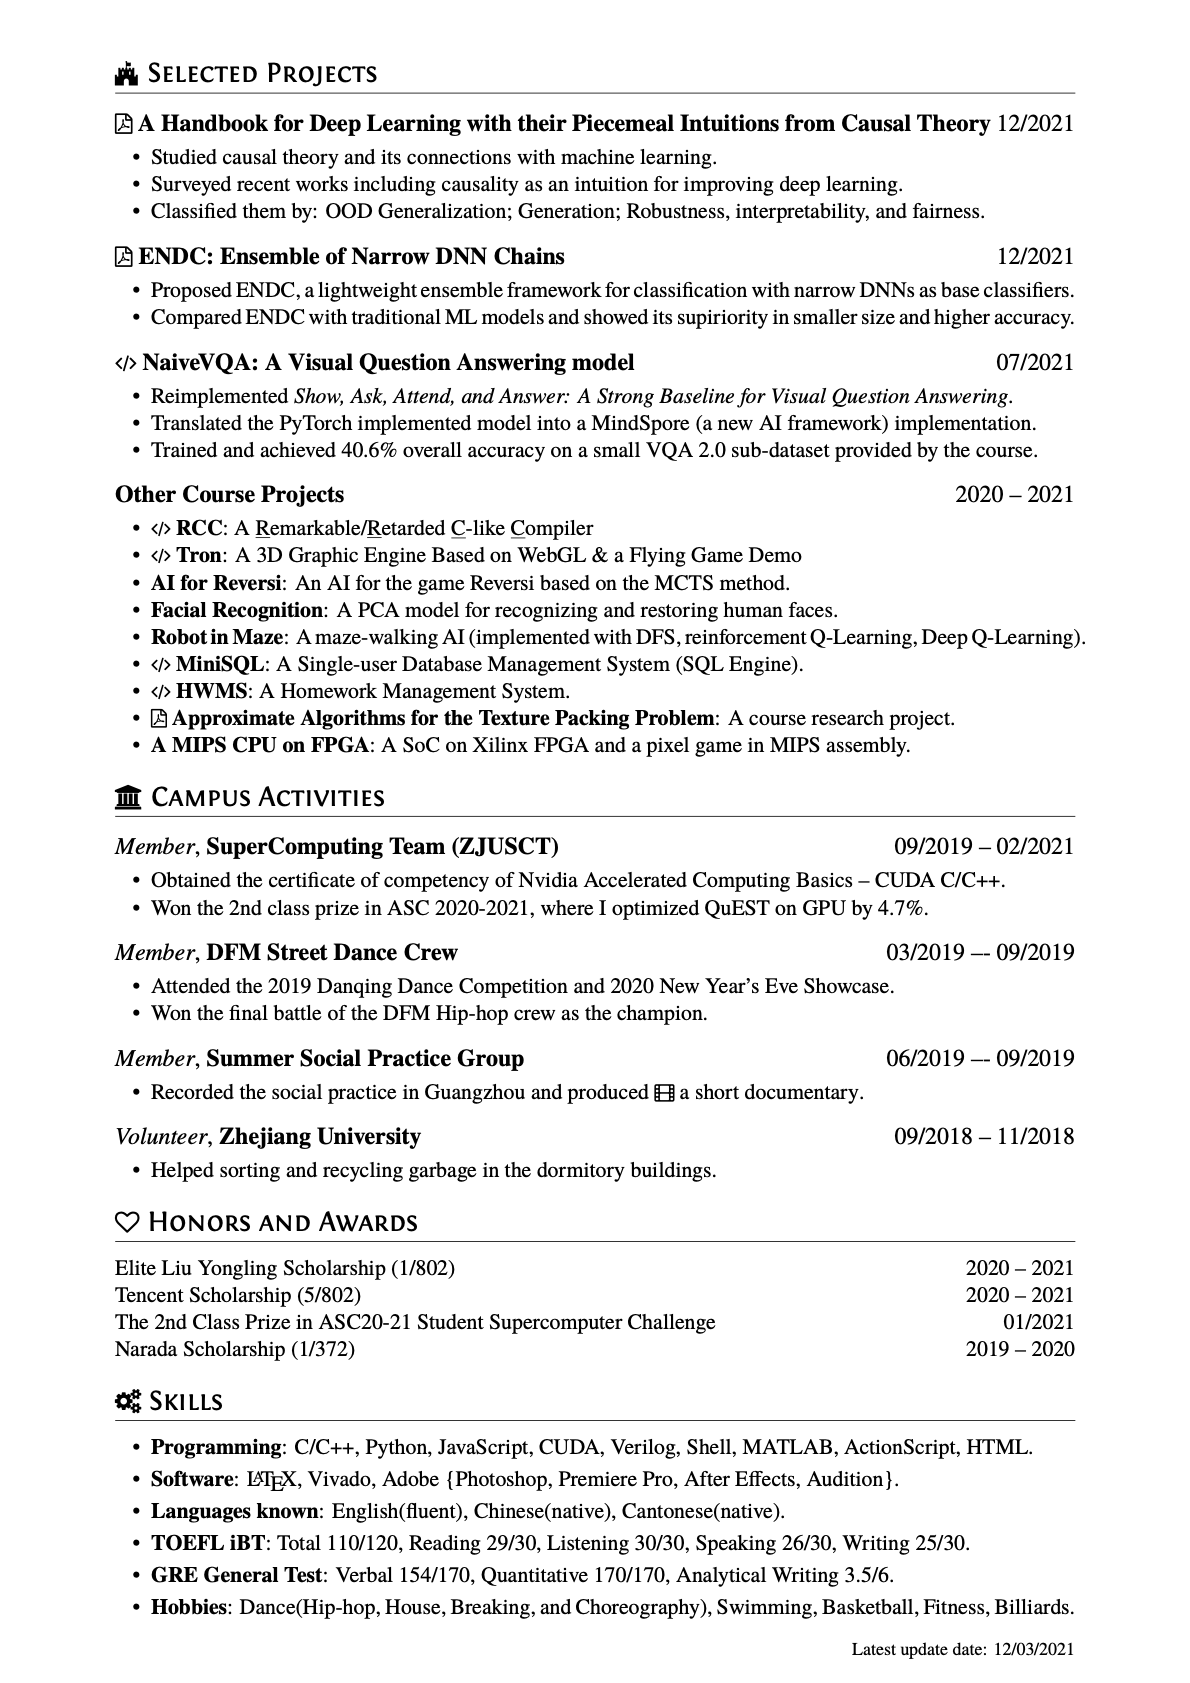 SELECTED PROJECTS
A Handbook for Deep Learning with their Piecemeal Intuitions from Causal Theory 12/2021
• Studied causal theory and its connections with machine learning.
• Surveyed recent works including causality as an intuition for improving deep learning.
• Classified them by: OOD Generalization; Generation; Robustness, interpretability, and fairness.
ENDC: Ensemble of Narrow DNN Chains 12/2021
• Proposed ENDC, a lightweight ensemble framework for classification with narrow DNNs as base classifiers.
• Compared ENDC with traditional ML models and showed its supiriority in smaller size and higher accuracy.
</> NaiveVQA: A Visual Question Answering model 07/2021
• Reimplemented Show, Ask, Attend, and Answer: A Strong Baseline for Visual Question Answering.
• Translated the PyTorch implemented model into a MindSpore (a new AI framework) implementation.
• Trained and achieved 40.6% overall accuracy on a small VQA 2.0 sub-dataset provided by the course.
Other Course Projects 2020 – 2021
• </> RCC: A Remarkable/Retarded C-like Compiler
• </> Tron: A 3D Graphic Engine Based on WebGL & a Flying Game Demo
• AI for Reversi: An AI for the game Reversi based on the MCTS method.
• Facial Recognition: A PCA model for recognizing and restoring human faces.
• Robot in Maze: A maze-walking AI (implemented with DFS, reinforcement Q-Learning, Deep Q-Learning).
• </> MiniSQL: A Single-user Database Management System (SQL Engine).
• </> HWMS: A Homework Management System.
• Approximate Algorithms for the Texture Packing Problem: A course research project.
• A MIPS CPU on FPGA: A SoC on Xilinx FPGA and a pixel game in MIPS assembly.
CAMPUS ACTIVITIES
Member, SuperComputing Team (ZJUSCT) 09/2019 – 02/2021
• Obtained the certificate of competency of Nvidia Accelerated Computing Basics – CUDA C/C++.
• Won the 2nd class prize in ASC 2020-2021, where I optimized QuEST on GPU by 4.7%.
Member, DFM Street Dance Crew 03/2019 –- 09/2019
• Attended the 2019 Danqing Dance Competition and 2020 New Year's Eve Showcase.
• Won the final battle of the DFM Hip-hop crew as the champion.
Member, Summer Social Practice Group 06/2019 –- 09/2019
• Recorded the social practice in Guangzhou and produced a short documentary.
Volunteer, Zhejiang University 09/2018 – 11/2018
• Helped sorting and recycling garbage in the dormitory buildings.
HONORS AND AWARDS
Elite Liu Yongling Scholarship (1/802) 2020 – 2021
Tencent Scholarship (5/802) 2020 – 2021
The 2nd Class Prize in ASC20-21 Student Supercomputer Challenge 01/2021
Narada Scholarship (1/372) 2019 – 2020
SKILLS
• Programming: C/C++, Python, JavaScript, CUDA, Verilog, Shell, MATLAB, ActionScript, HTML.
• Software: LATEX, Vivado, Adobe {Photoshop, Premiere Pro, After Effects, Audition}.
• Languages known: English(fluent), Chinese(native), Cantonese(native).
• TOEFL iBT: Total 110/120, Reading 29/30, Listening 30/30, Speaking 26/30, Writing 25/30.
• GRE General Test: Verbal 154/170, Quantitative 170/170, Analytical Writing 3.5/6.
• Hobbies: Dance(Hip-hop, House, Breaking, and Choreography), Swimming, Basketball, Fitness, Billiards.
Latest update date: 12/03/2021